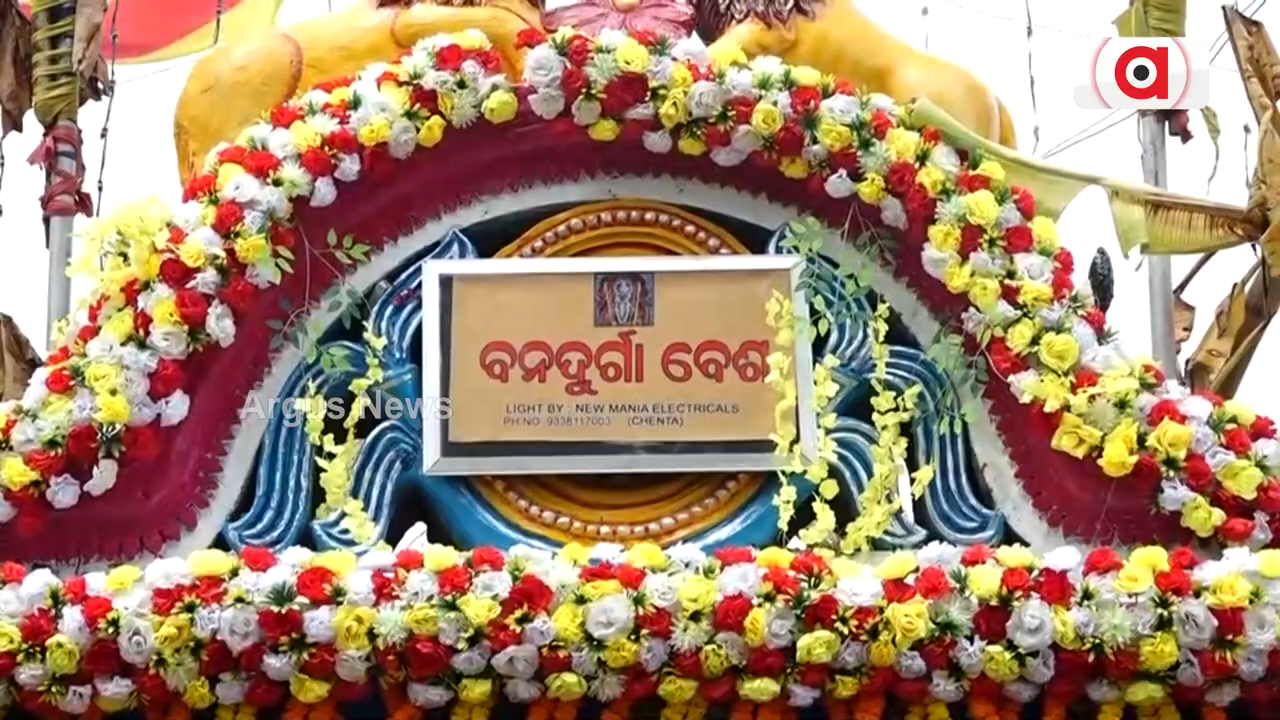 ବନଦୁର୍ଗା ବେଶ
LIGHT BY : NEW MANIA ELECTRICALS
PH NO 9338117003 (CHENTA)
Argus News
a